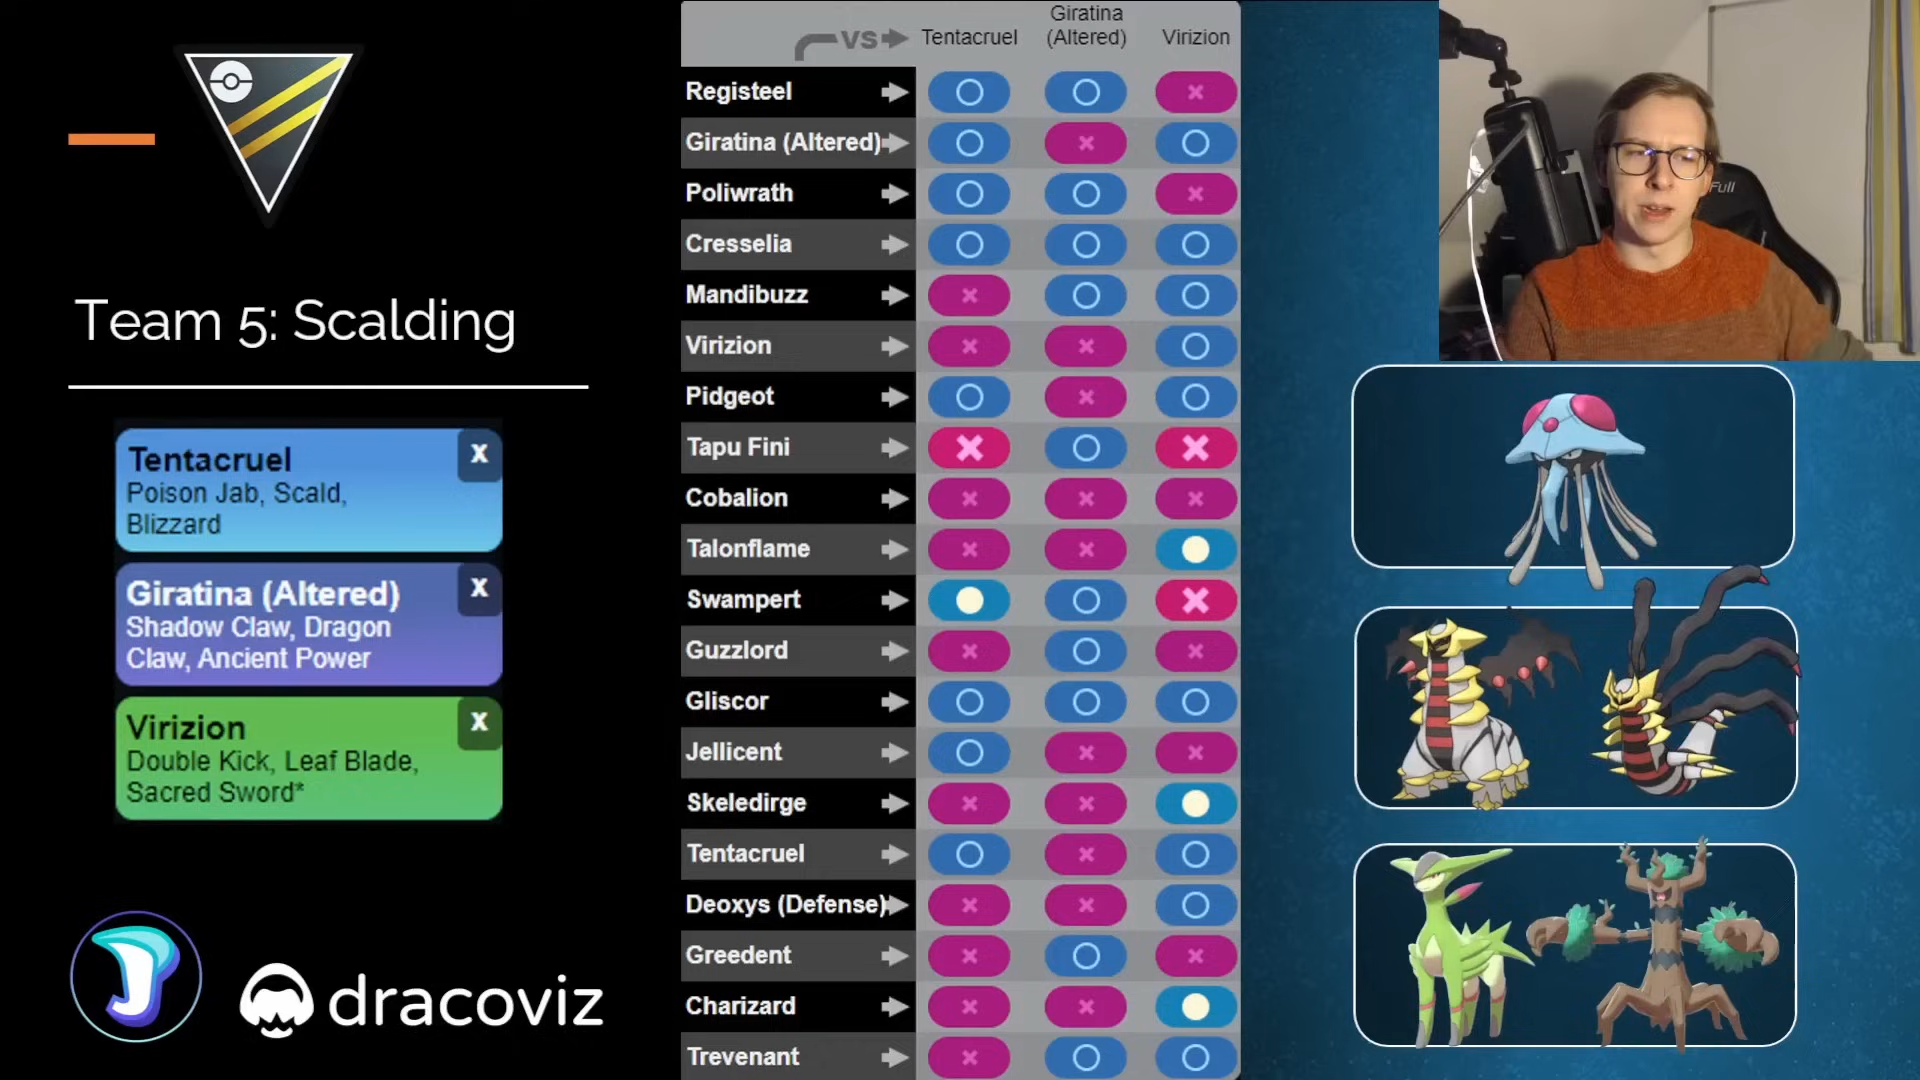 Team 5: Scalding
Tentacruel
X
Poison Jab, Scald,
Blizzard
Giratina (Altered)
X
Shadow Claw, Dragon
Claw, Ancient Power
Virizion
X
Double Kick, Leaf Blade,
Sacred Sword*
dracoviz
VS
Tentacruel
Giratina
(Altered)
Virizion
Registeel
Giratina (Altered)
Poliwrath
Cresselia
Mandibuzz
Virizion
Pidgeot
Tapu Fini
Cobalion
Talonflame
Swampert
Guzzlord
Gliscor
Jellicent
Skeledirge
Tentacruel
Deoxys (Defense)
Greedent
Charizard
Trevenant
Full